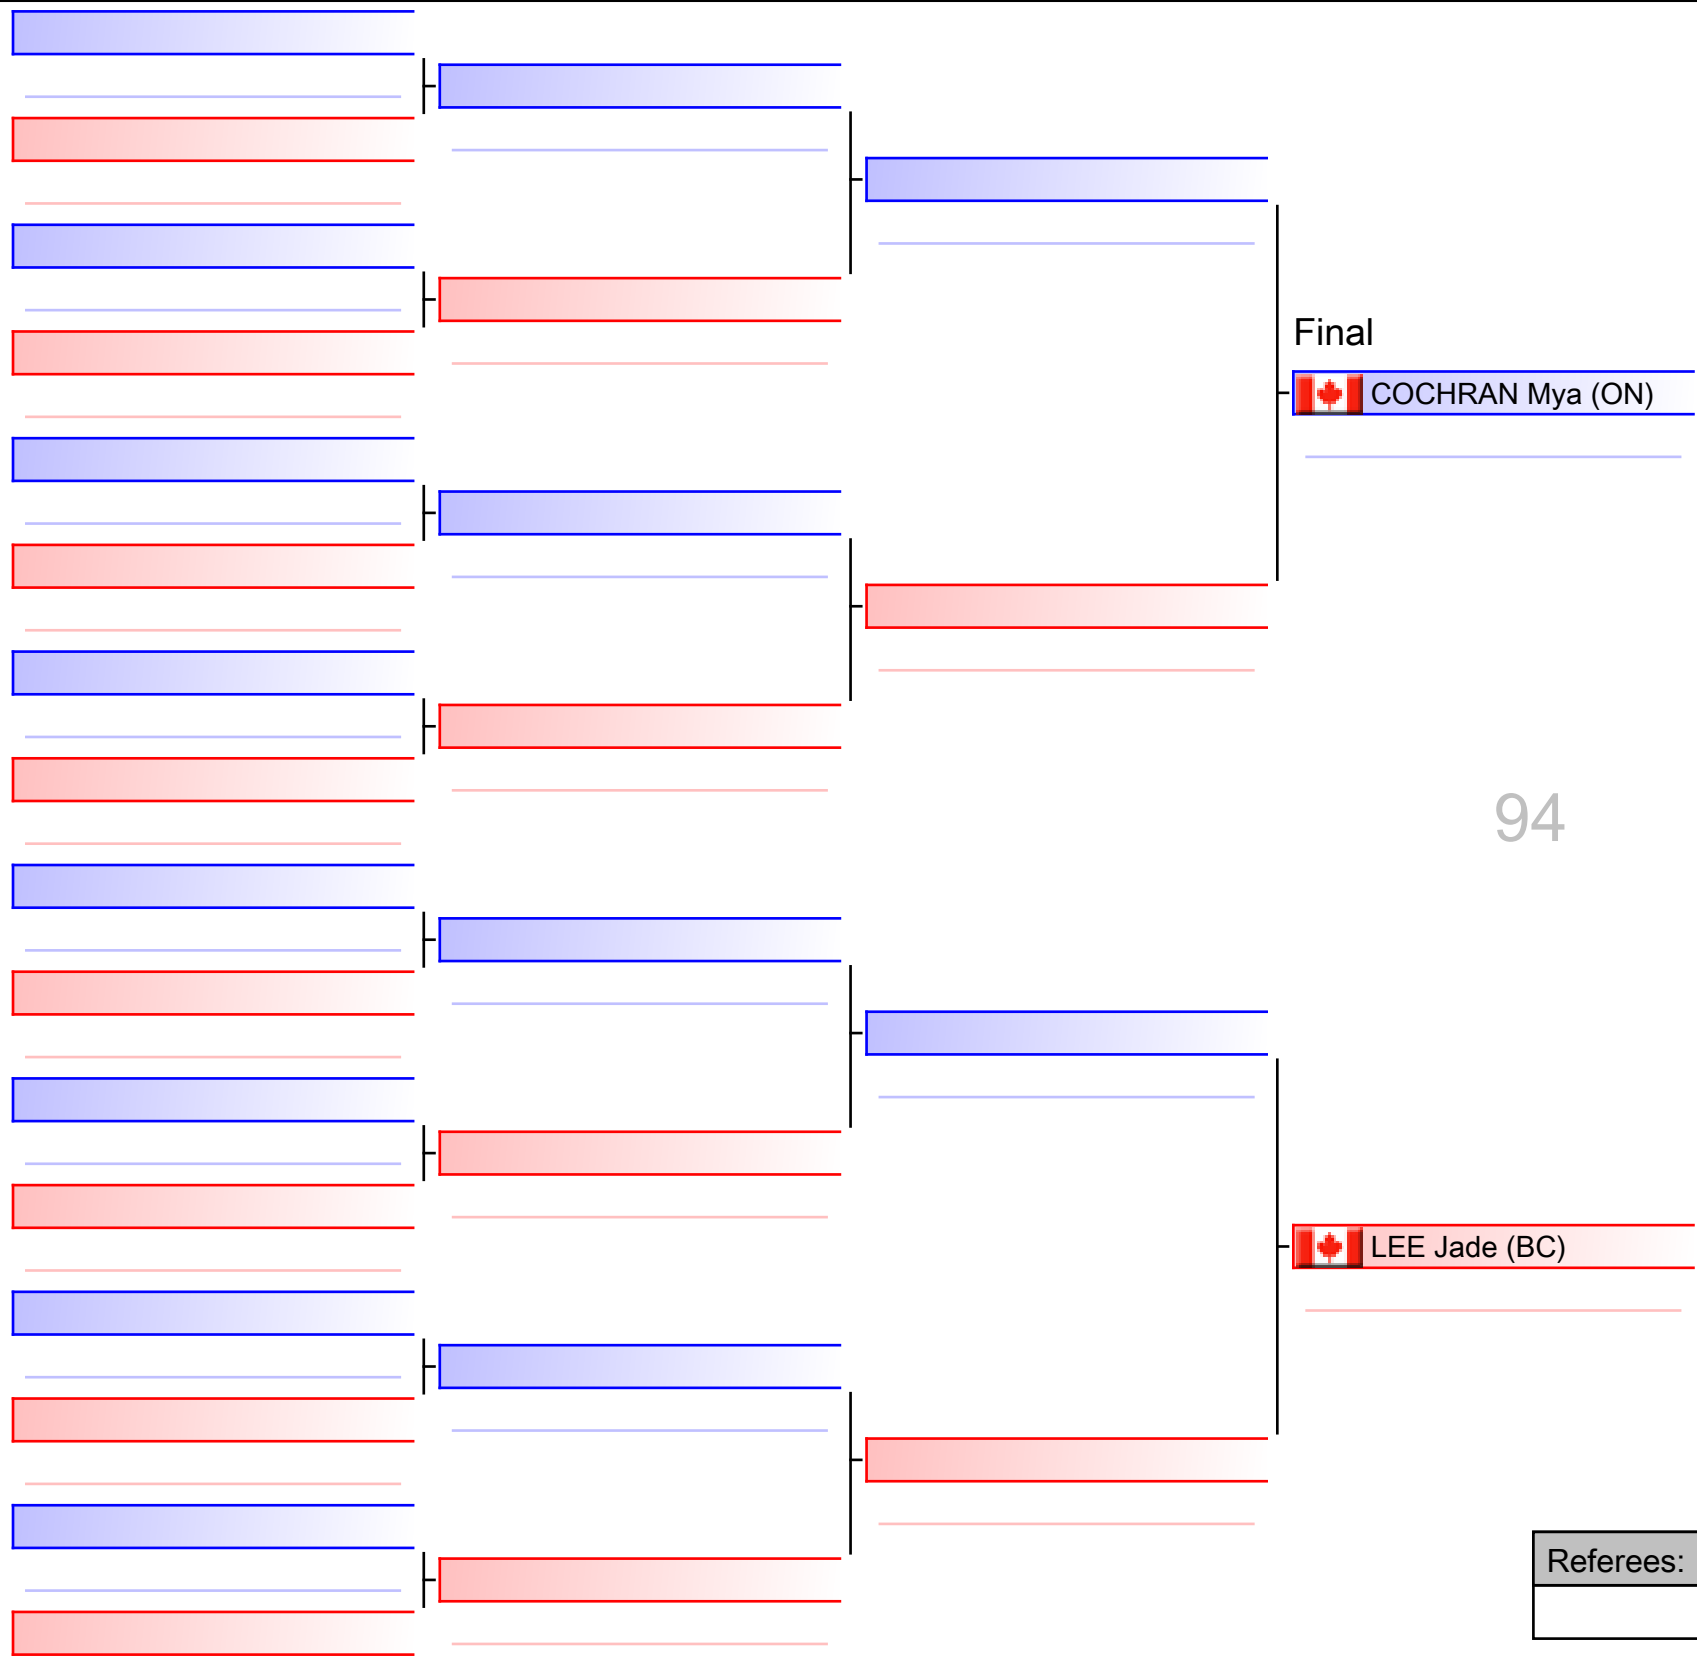 Final
COCHRAN Mya (ON)
94
LEE Jade (BC)
Referees: